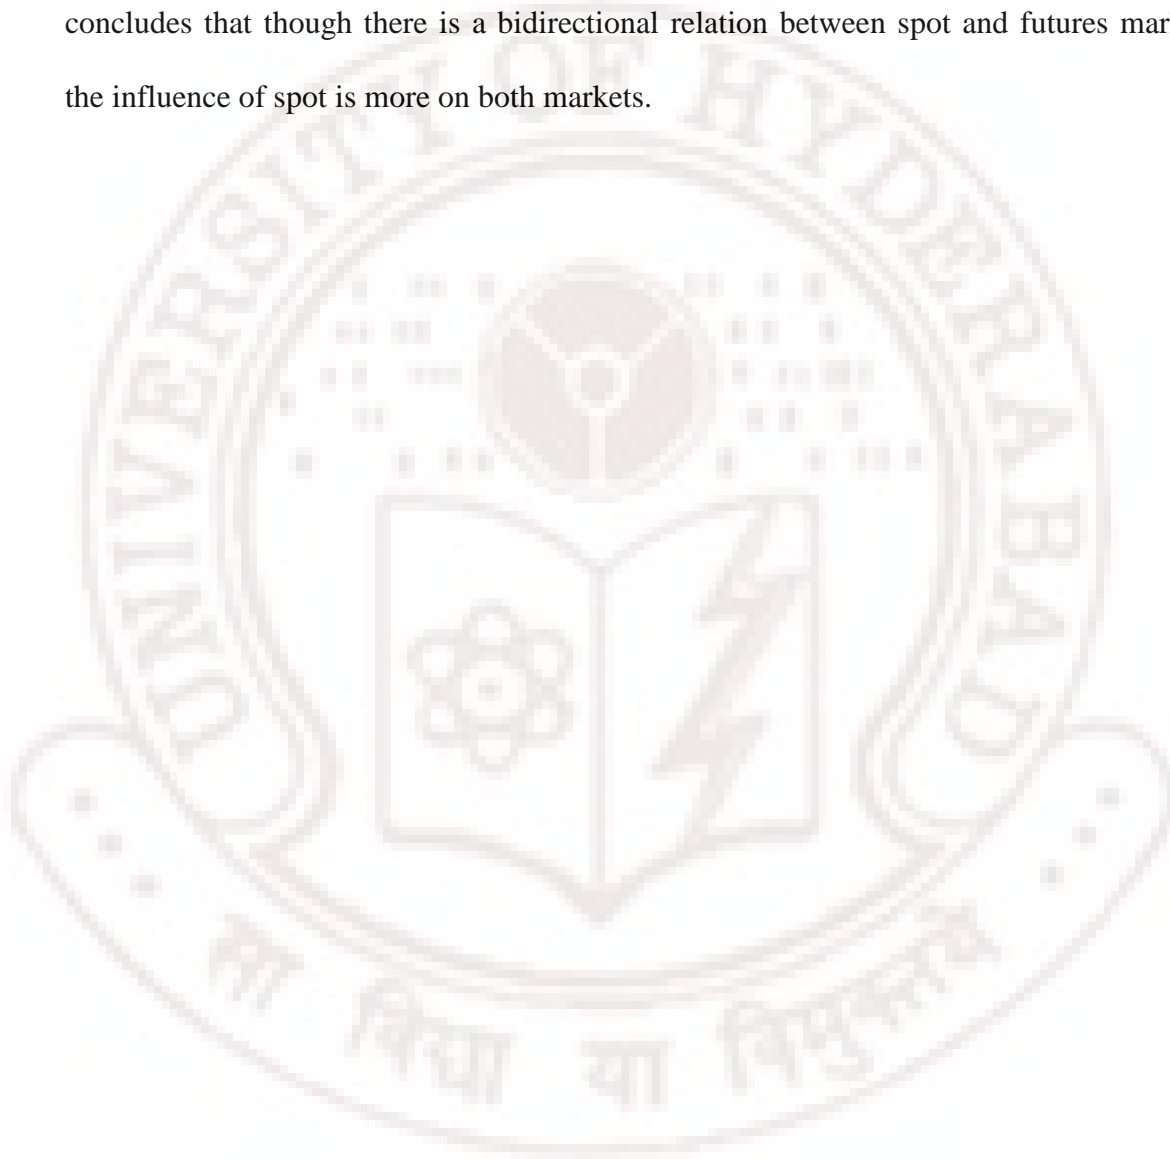 concludes that though there is a bidirectional relation between spot and futures mar
the influence of spot is more on both markets.
UNIVERSITY OF HYDERABAD
सा विद्या या विमुक्तये